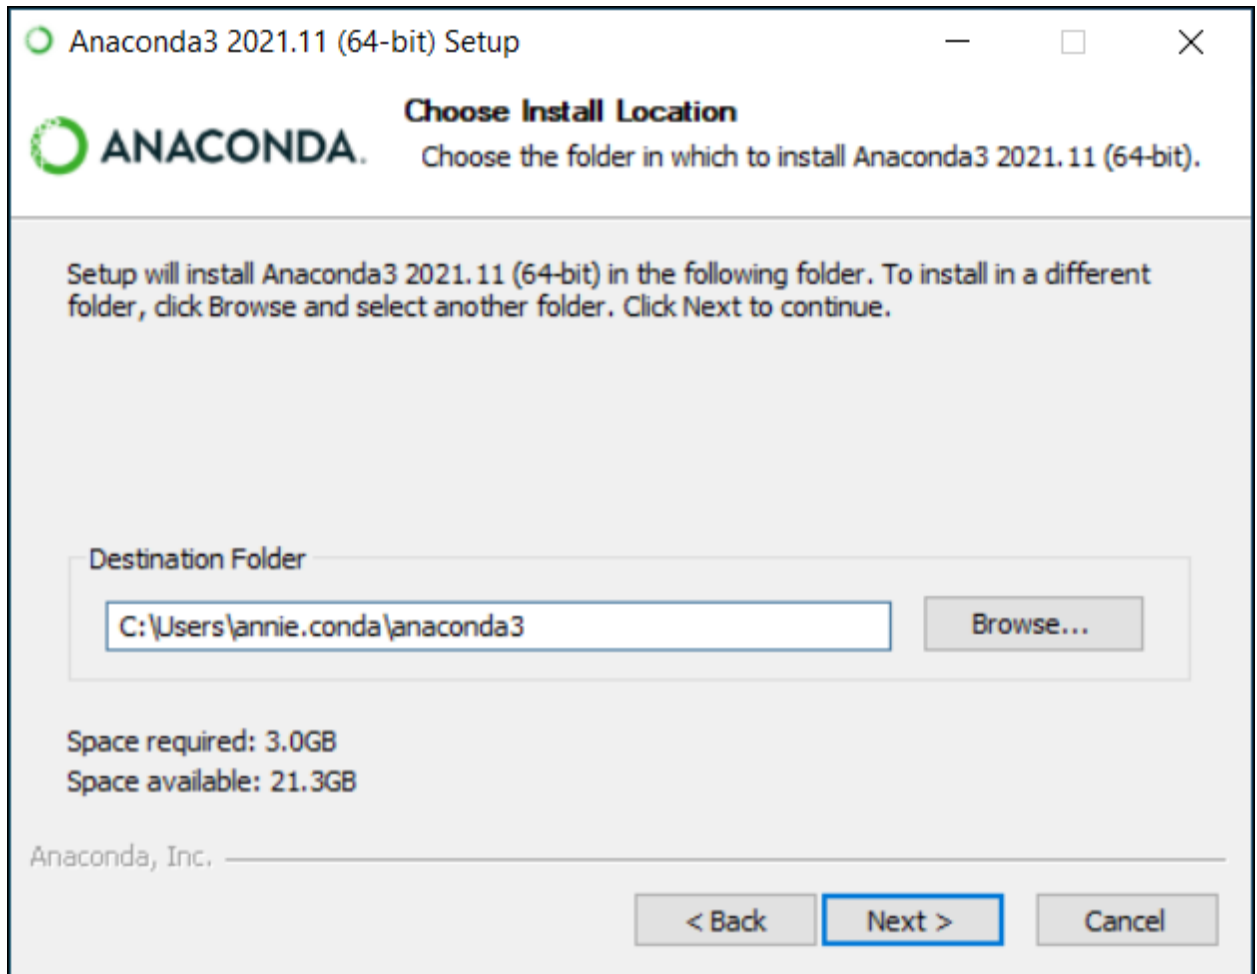 Anaconda3 2021.11 (64-bit) Setup
ANACONDA.
Choose Install Location
Choose the folder in which to install Anaconda3 2021.11 (64-bit).
Setup will install Anaconda3 2021.11 (64-bit) in the following folder. To install in a different
folder, click Browse and select another folder. Click Next to continue.
Destination Folder
C:\Users\annie.conda\anaconda3
Browse...
Space required: 3.0GB
Space available: 21.3GB
Anaconda, Inc.
< Back
Next >
Cancel